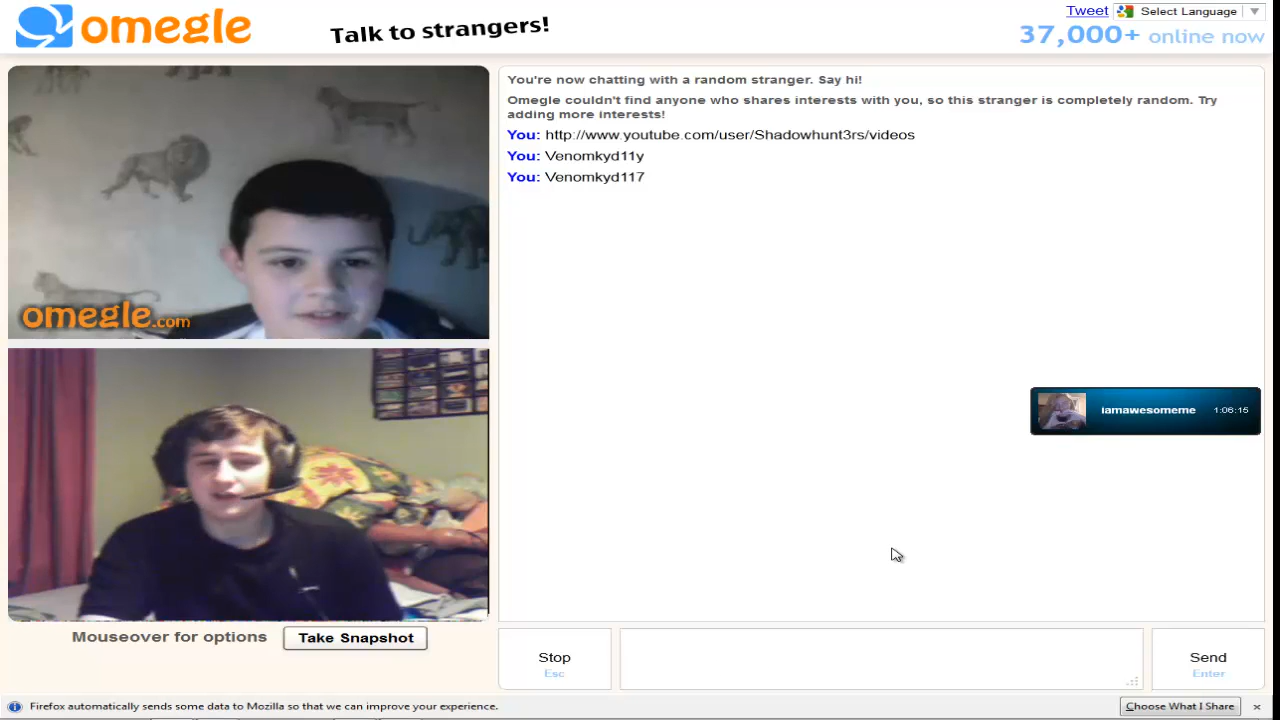 omegle
Talk to strangers!
Tweet
Select Language
37,000+ online now
You're now chatting with a random stranger. Say hi!
Omegle couldn't find anyone who shares interests with you, so this stranger is completely random. Try
adding more interests!
You: http://www.youtube.com/user/Shadowhunt3rs/videos
You: Venomkyd11y
You: Venomkyd117
omegle.com
iamawesomeme 1:06:15
Mouseover for options
Take Snapshot
Stop
Esc
Send
Enter
Firefox automatically sends some data to Mozilla so that we can improve your experience.
Choose What I Share